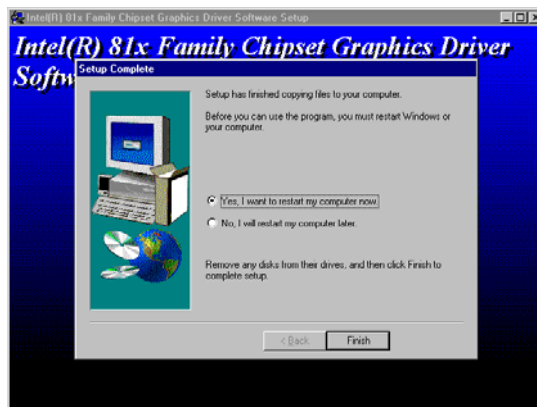 Intel(R) 81x Family Chipset Graphics Driver Software Setup
Intel(R) 81x Family Chipset Graphics Driver
Softw
Setup Complete
Setup has finished copying files to your computer.
Before you can use the program, you must restart Windows or
your computer.
Yes, I want to restart my computer now.
No, I will restart my computer later.
Remove any disks from their drives, and then click Finish to
complete setup.
< Back
Finish